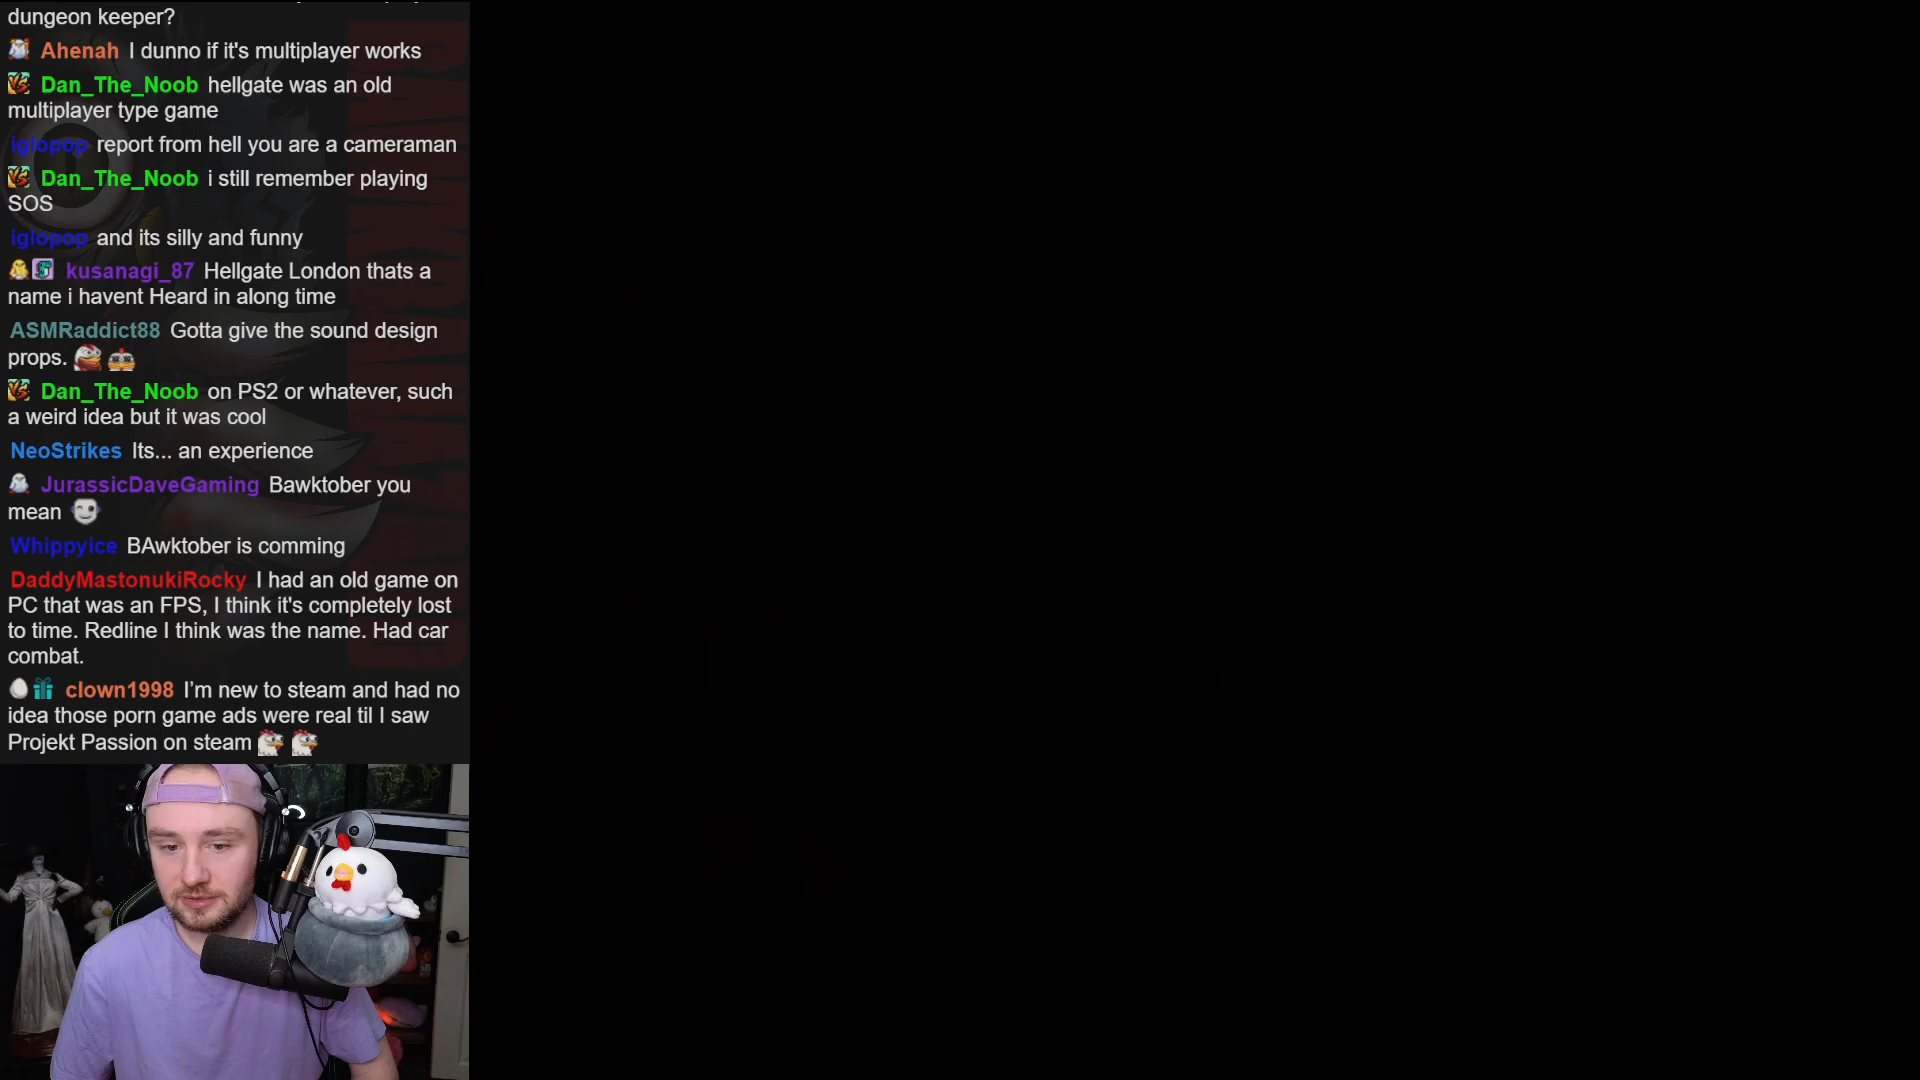 dungeon keeper?
Ahenah I dunno if it's multiplayer works
Dan_The_Noob hellgate was an old
multiplayer type game
iglopop report from hell you are a cameraman
Dan_The_Noob i still remember playing
SOS
iglopop and its silly and funny
kusanagi_87 Hellgate London thats a
name i havent Heard in along time
ASMRaddict88 Gotta give the sound design
props.
Dan_The_Noob on PS2 or whatever, such
a weird idea but it was cool
NeoStrikes Its... an experience
JurassicDaveGaming Bawktober you
mean
Whippyice BAwktober is comming
DaddyMastonukiRocky I had an old game on
PC that was an FPS, I think it's completely lost
to time. Redline I think was the name. Had car
combat.
clown1998 I'm new to steam and had no
idea those porn game ads were real til I saw
Projekt Passion on steam